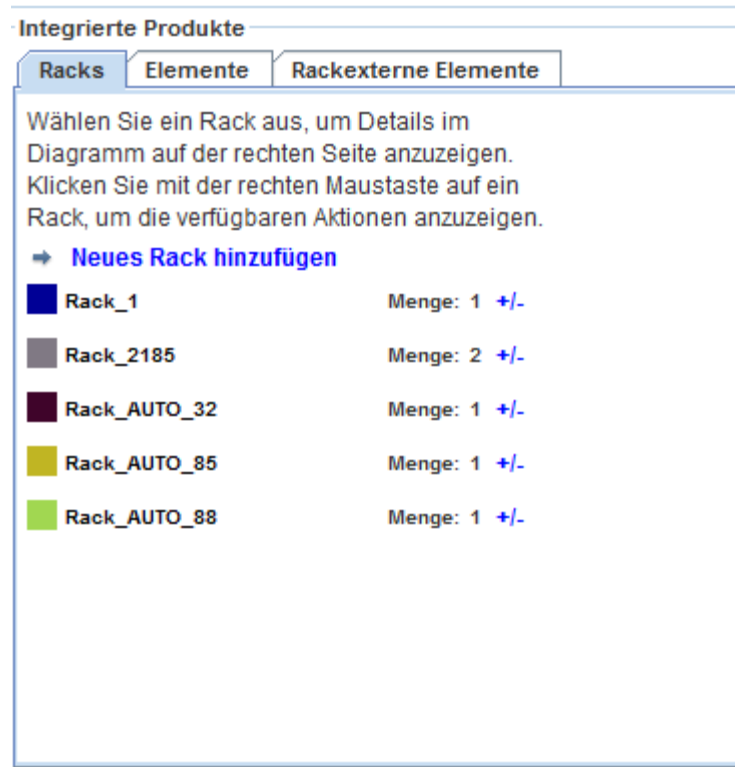 Integrierte Produkte
Racks Elemente Rackexterne Elemente
Wählen Sie ein Rack aus, um Details im
Diagramm auf der rechten Seite anzuzeigen.
Klicken Sie mit der rechten Maustaste auf ein
Rack, um die verfügbaren Aktionen anzuzeigen.
Neues Rack hinzufügen
Rack_1 Menge: 1 +/-
Rack_2185 Menge: 2 +/-
Rack_AUTO_32 Menge: 1 +/-
Rack_AUTO_85 Menge: 1 +/-
Rack_AUTO_88 Menge: 1 +/-